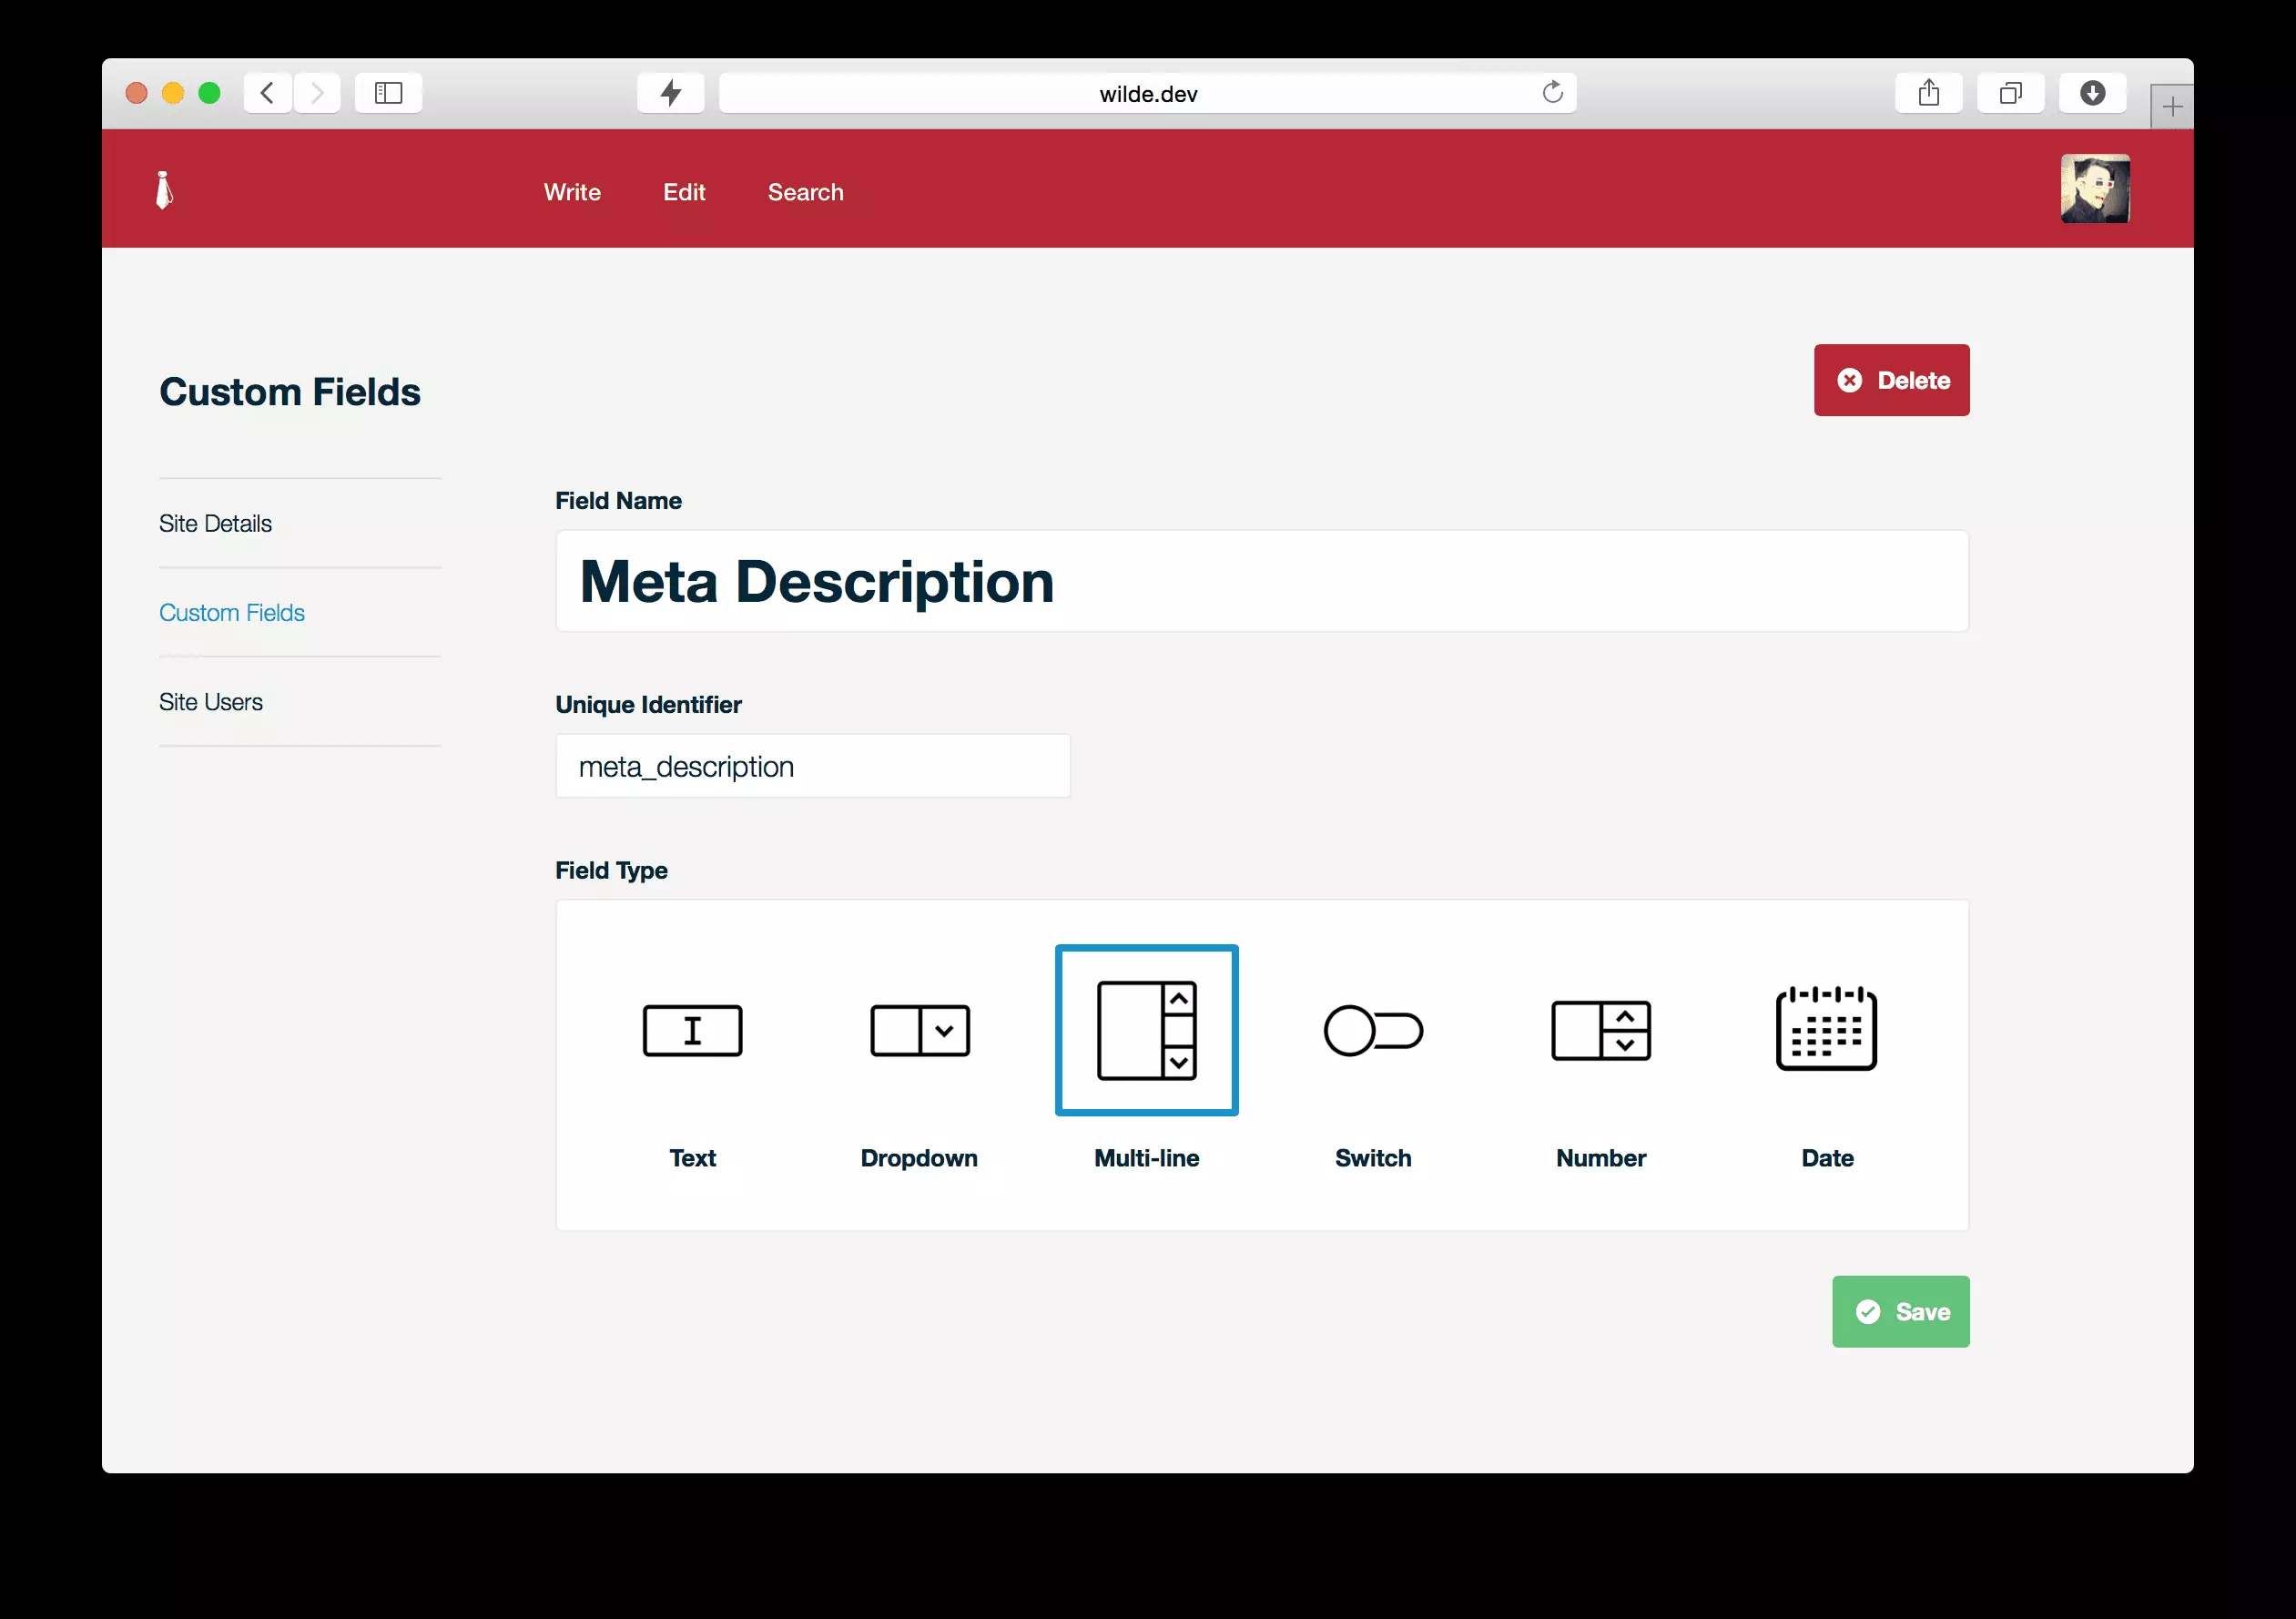 wilde.dev
Write Edit Search
Custom Fields
Delete
Site Details
Custom Fields
Site Users
Field Name
Meta Description
Unique Identifier
meta_description
Field Type
Text Dropdown Multi-line Switch Number Date
Save